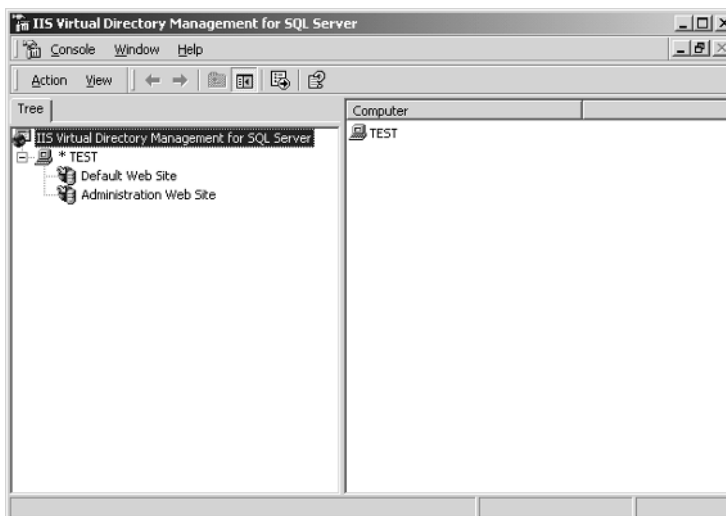 IIS Virtual Directory Management for SQL Server
Console Window Help
Action View
Tree
Computer
IIS Virtual Directory Management for SQL Server
TEST
* TEST
Default Web Site
Administration Web Site